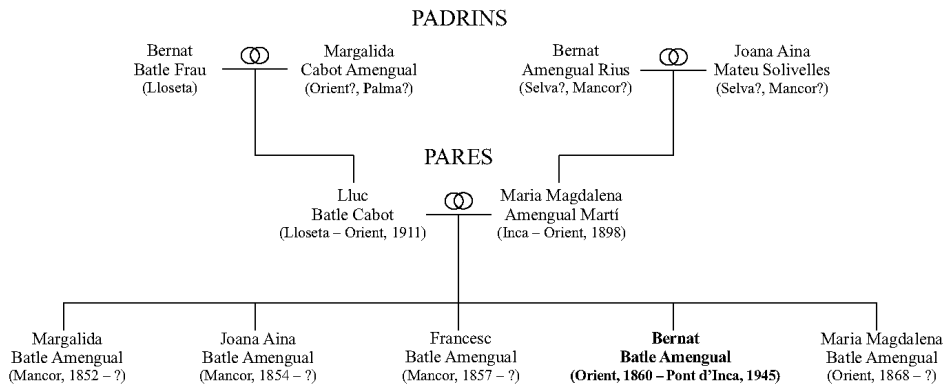 PADRINS
Bernat
Batle Frau
(Lloseta)
Margalida
Cabot Amengual
(Orient?, Palma?)
Bernat
Amengual Rius
(Selva?, Mancor?)
Joana Aina
Mateu Solivelles
(Selva?, Mancor?)
PARES
Lluc
Batle Cabot
(Lloseta – Orient, 1911)
Maria Magdalena
Amengual Martí
(Inca – Orient, 1898)
Margalida
Batle Amengual
(Mancor, 1852 – ?)
Joana Aina
Batle Amengual
(Mancor, 1854 – ?)
Francesc
Batle Amengual
(Mancor, 1857 – ?)
Bernat
Batle Amengual
(Orient, 1860 – Pont d’Inca, 1945)
Maria Magdalena
Batle Amengual
(Orient, 1868 – ?)